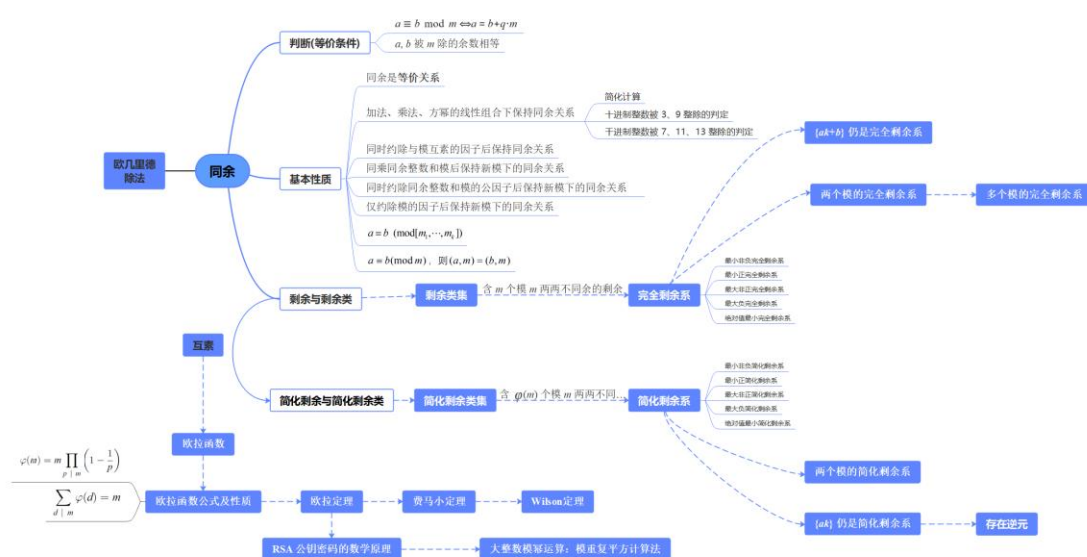 a ≡ b mod m ⇔ a = b+q·m
判断(等价条件)
a, b 被 m 除的余数相等
同余是等价关系
简化计算
加法、乘法、方幂的线性组合下保持同余关系
十进制整数被 3、9 整除的判定
千进制整数被 7、11、13 整除的判定
{ak+b} 仍是完全剩余系
欧几里德
除法
同余
基本性质
同时约除与模互素的因子后保持同余关系
同乘同余整数和模后保持新模下的同余关系
同时约除同余整数和模的公因子后保持新模下的同余关系
仅约除模的因子后保持新模下的同余关系
两个模的完全剩余系
多个模的完全剩余系
a ≡ b (mod[m₁,⋯,mₖ])
a ≡ b(mod m)，则 (a,m) = (b,m)
最小非负完全剩余系
最小正完全剩余系
剩余与剩余类
剩余类集
含 m 个模 m 两两不同余的剩余
完全剩余系
最大非正完全剩余系
最大负完全剩余系
绝对值最小完全剩余系
互素
最小非负简化剩余系
最小正简化剩余系
简化剩余与简化剩余类
简化剩余类集
含 φ(m) 个模 m 两两不同…
简化剩余系
最大非正简化剩余系
最大负简化剩余系
绝对值最小简化剩余系
欧拉函数
φ(m) = m ∏ p | m (1 − 1/p)
两个模的简化剩余系
∑ d | m φ(d) = m
欧拉函数公式及性质
欧拉定理
费马小定理
Wilson定理
{ak} 仍是简化剩余系
存在逆元
RSA 公钥密码的数学原理
大整数模幂运算：模重复平方计算法